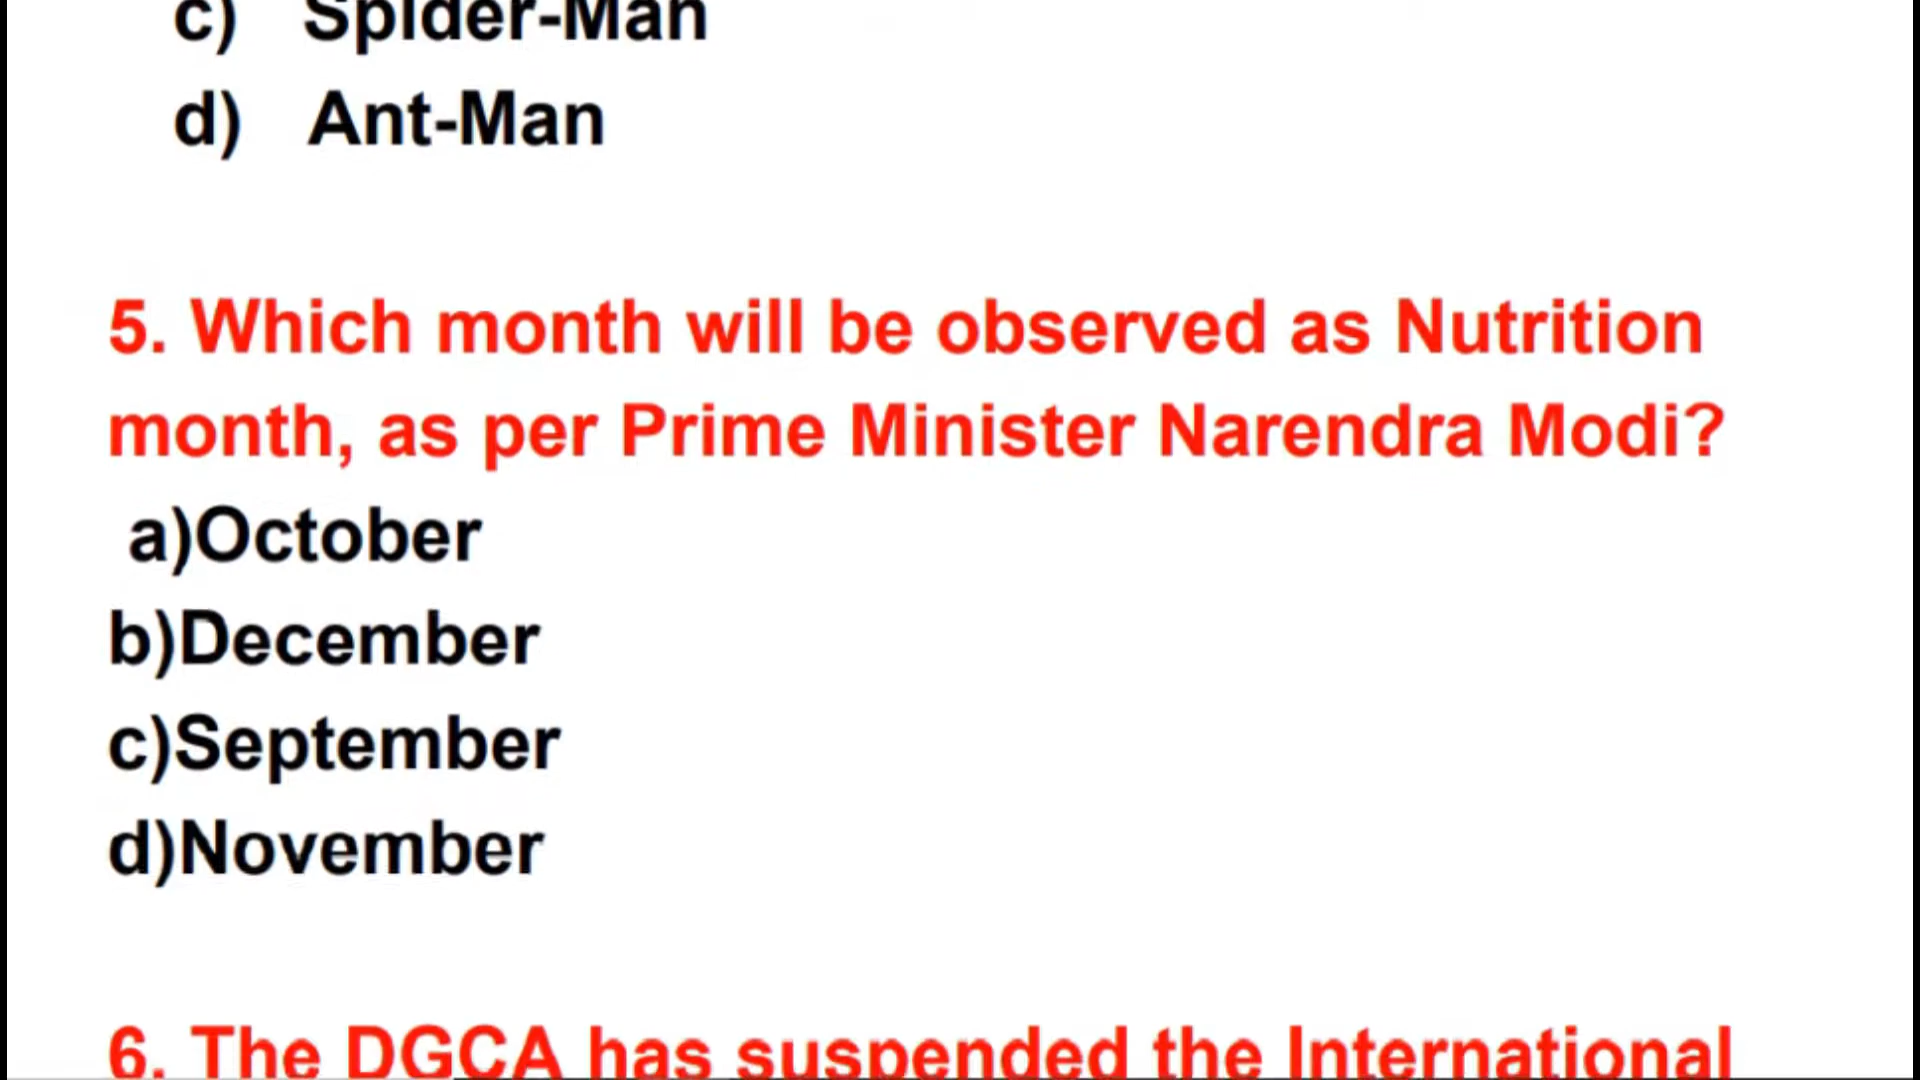 c) Spider-Man
d) Ant-Man
5. Which month will be observed as Nutrition
month, as per Prime Minister Narendra Modi?
a)October
b)December
c)September
d)November
6. The DGCA has suspended the International